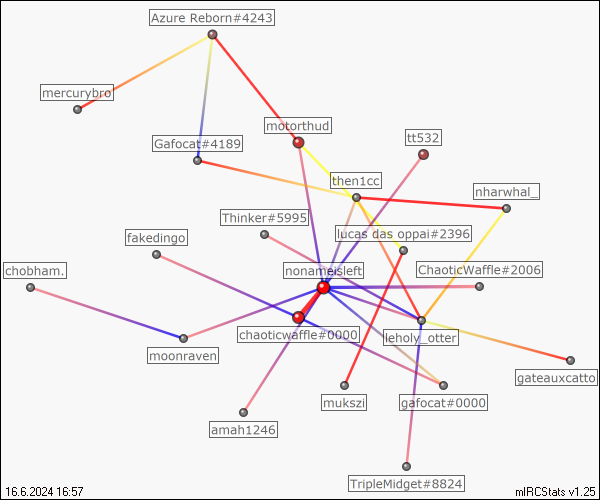 Azure Reborn#4243
mercurybro
motorthud
tt532
Gafocat#4189
then1cc
nharwhal_
Thinker#5995
lucas das oppai#2396
fakedingo
nonameisleft
ChaoticWaffle#2006
chobham.
chaoticwaffle#0000
leholy_otter
moonraven
gateauxcatto
mukszi
gafocat#0000
amah1246
TripleMidget#8824
16.6.2024 16:57
mIRCStats v1.25